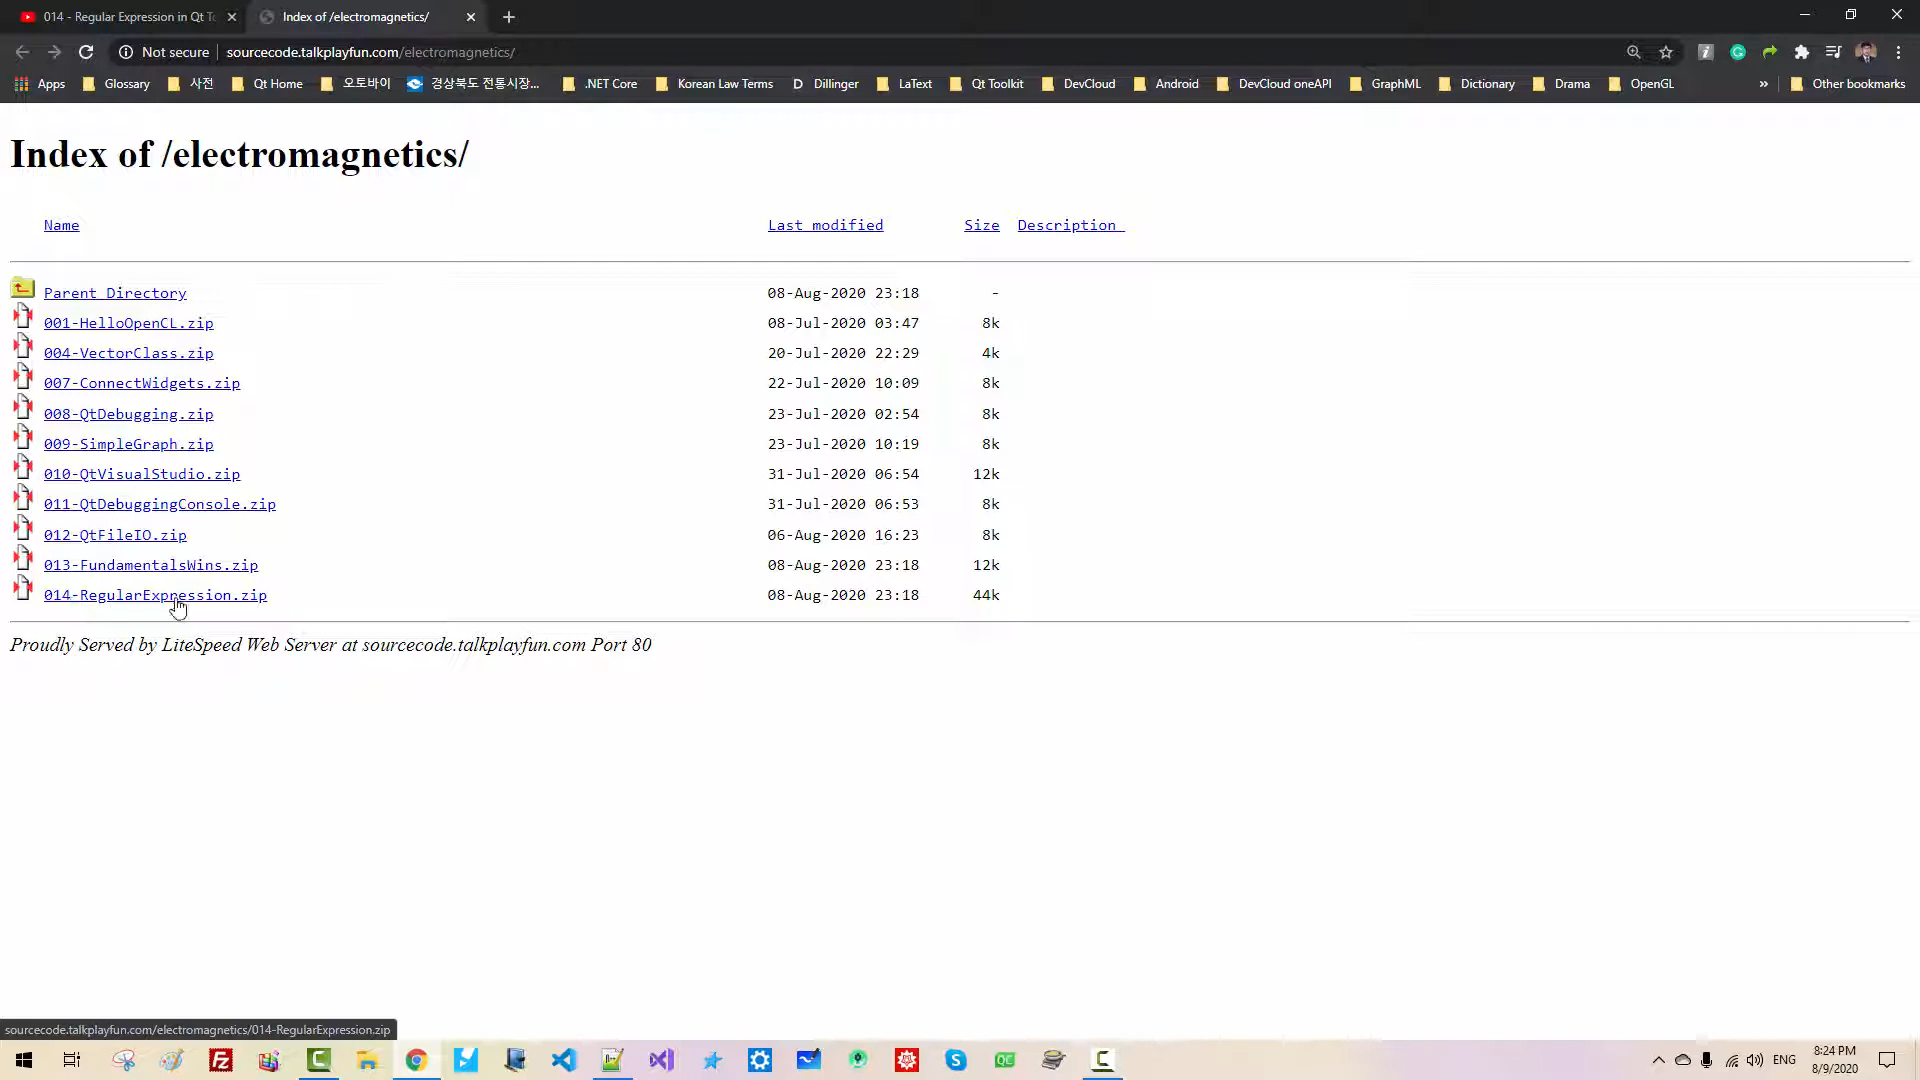 014 - Regular Expression in Qt T
Index of /electromagnetics/
Not secure
sourcecode.talkplayfun.com/electromagnetics/
Apps Glossary 사전 Qt Home 오토바이 경상북도 전통시장... .NET Core Korean Law Terms D Dillinger LaText Qt Toolkit DevCloud Android DevCloud oneAPI GraphML Dictionary Drama OpenGL » Other bookmarks
Index of /electromagnetics/
Name Last modified Size Description
Parent Directory 08-Aug-2020 23:18 -
001-HelloOpenCL.zip 08-Jul-2020 03:47 8k
004-VectorClass.zip 20-Jul-2020 22:29 4k
007-ConnectWidgets.zip 22-Jul-2020 10:09 8k
008-QtDebugging.zip 23-Jul-2020 02:54 8k
009-SimpleGraph.zip 23-Jul-2020 10:19 8k
010-QtVisualStudio.zip 31-Jul-2020 06:54 12k
011-QtDebuggingConsole.zip 31-Jul-2020 06:53 8k
012-QtFileIO.zip 06-Aug-2020 16:23 8k
013-FundamentalsWins.zip 08-Aug-2020 23:18 12k
014-RegularExpression.zip 08-Aug-2020 23:18 44k
Proudly Served by LiteSpeed Web Server at sourcecode.talkplayfun.com Port 80
sourcecode.talkplayfun.com/electromagnetics/014-RegularExpression.zip
ENG
8:24 PM
8/9/2020